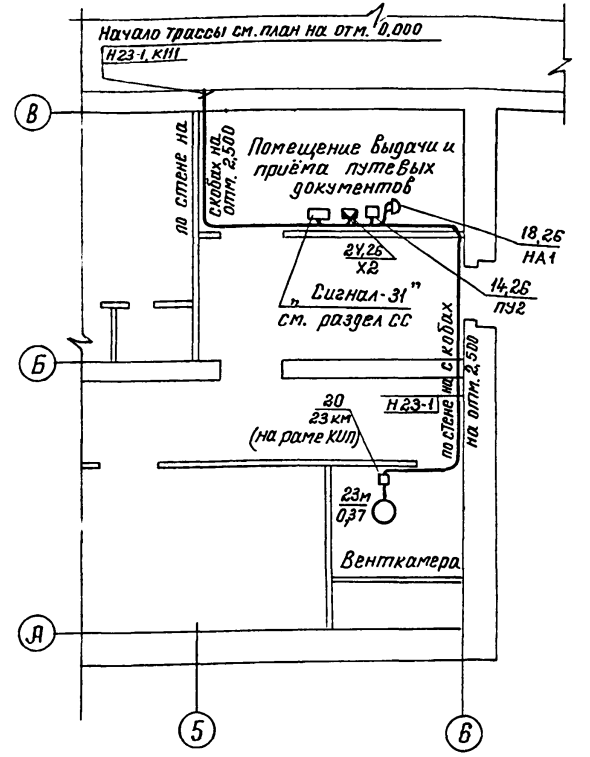 Начало трассы см. план на отм. 0,000
Н23-1, К111
В
по стене на
скобах на
отм. 2,500
Помещение выдачи и
приёма путевых
документов
18,26
НА1
24,26
Х2
14,26
ПУ2
„Сигнал-31”
см. раздел СС
Б
20
23км
(на раме КИП)
Н23-1
по стене на скобах
на отм. 2,500
23м
0,37
Венткамера
А
5
6